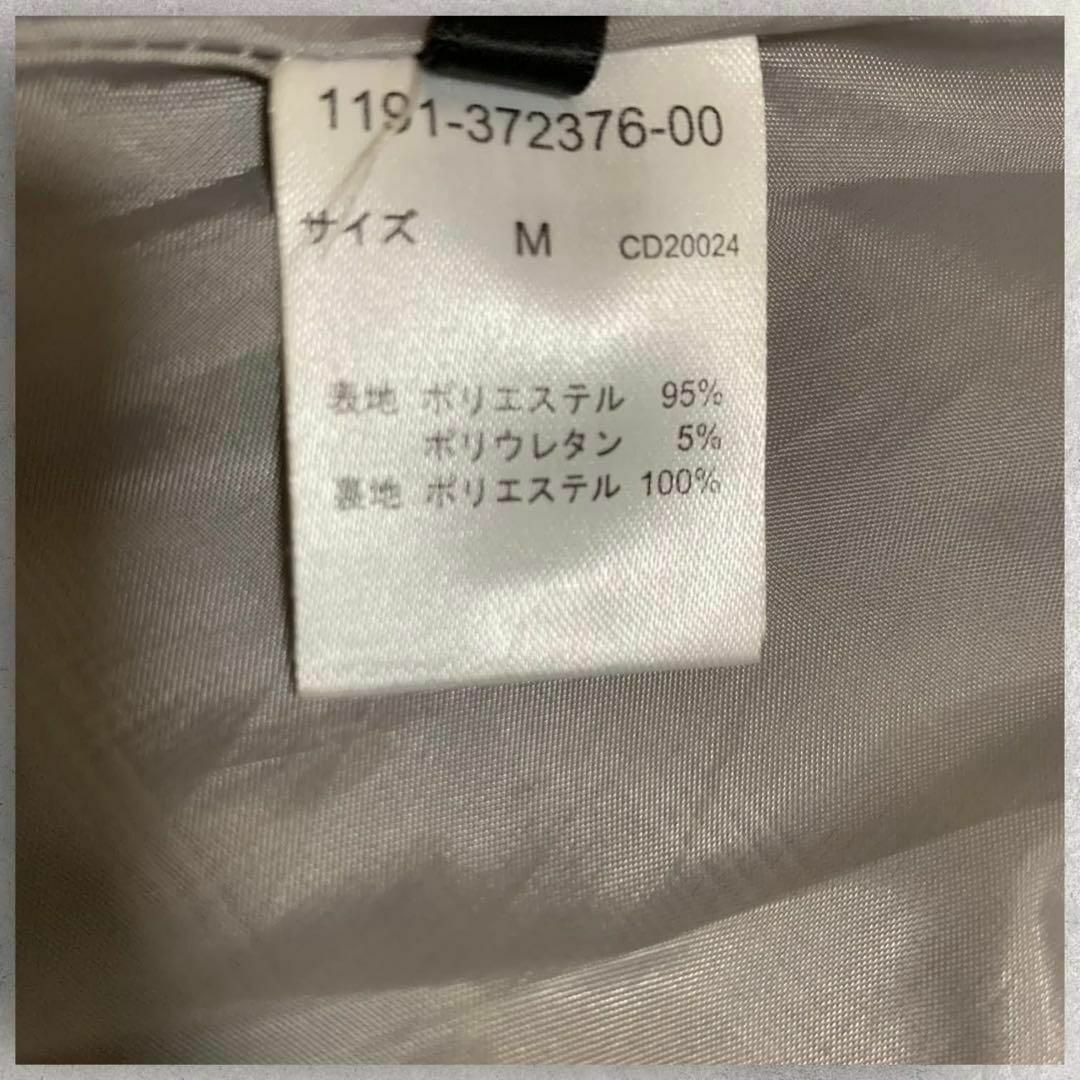 1191-372376-00
サイズ M CD20024
表地 ポリエステル 95%
ポリウレタン 5%
裏地 ポリエステル 100%